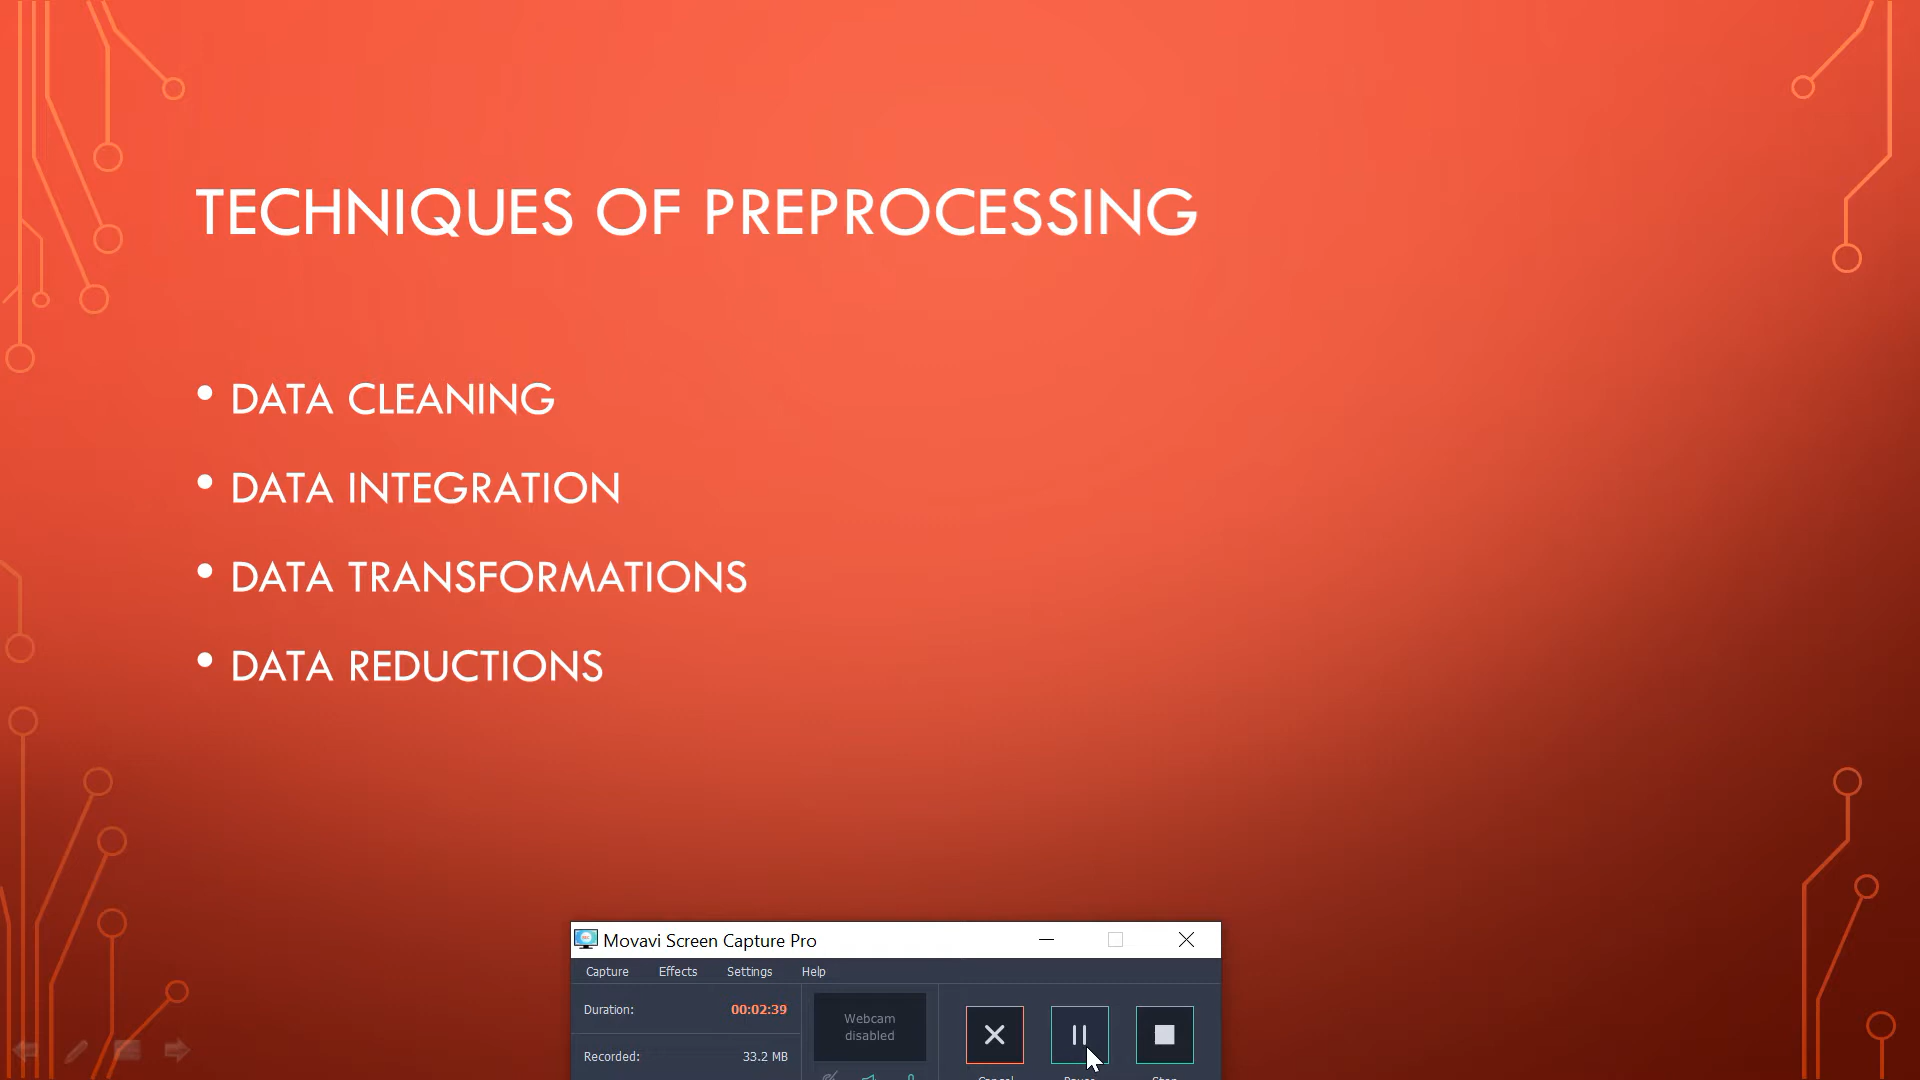 TECHNIQUES OF PREPROCESSING
• DATA CLEANING
• DATA INTEGRATION
• DATA TRANSFORMATIONS
• DATA REDUCTIONS
Movavi Screen Capture Pro
Capture Effects Settings Help
Duration: 00:02:39
Webcam
disabled
Recorded: 33.2 MB